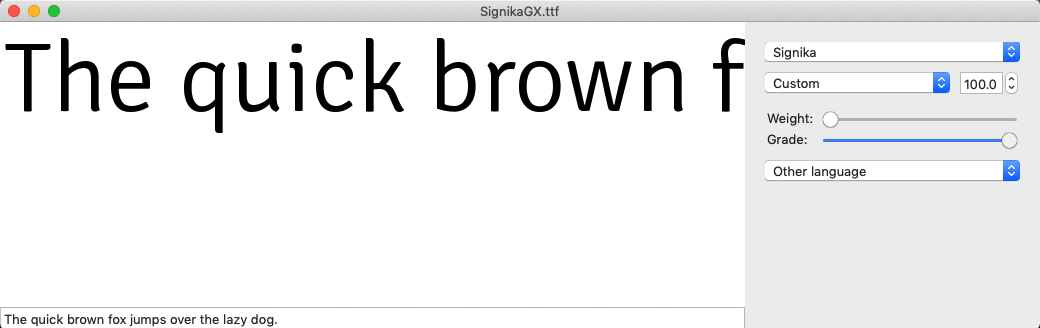 SignikaGX.ttf
The quick brown f
Signika
Custom 100.0
Weight:
Grade:
Other language
The quick brown fox jumps over the lazy dog.